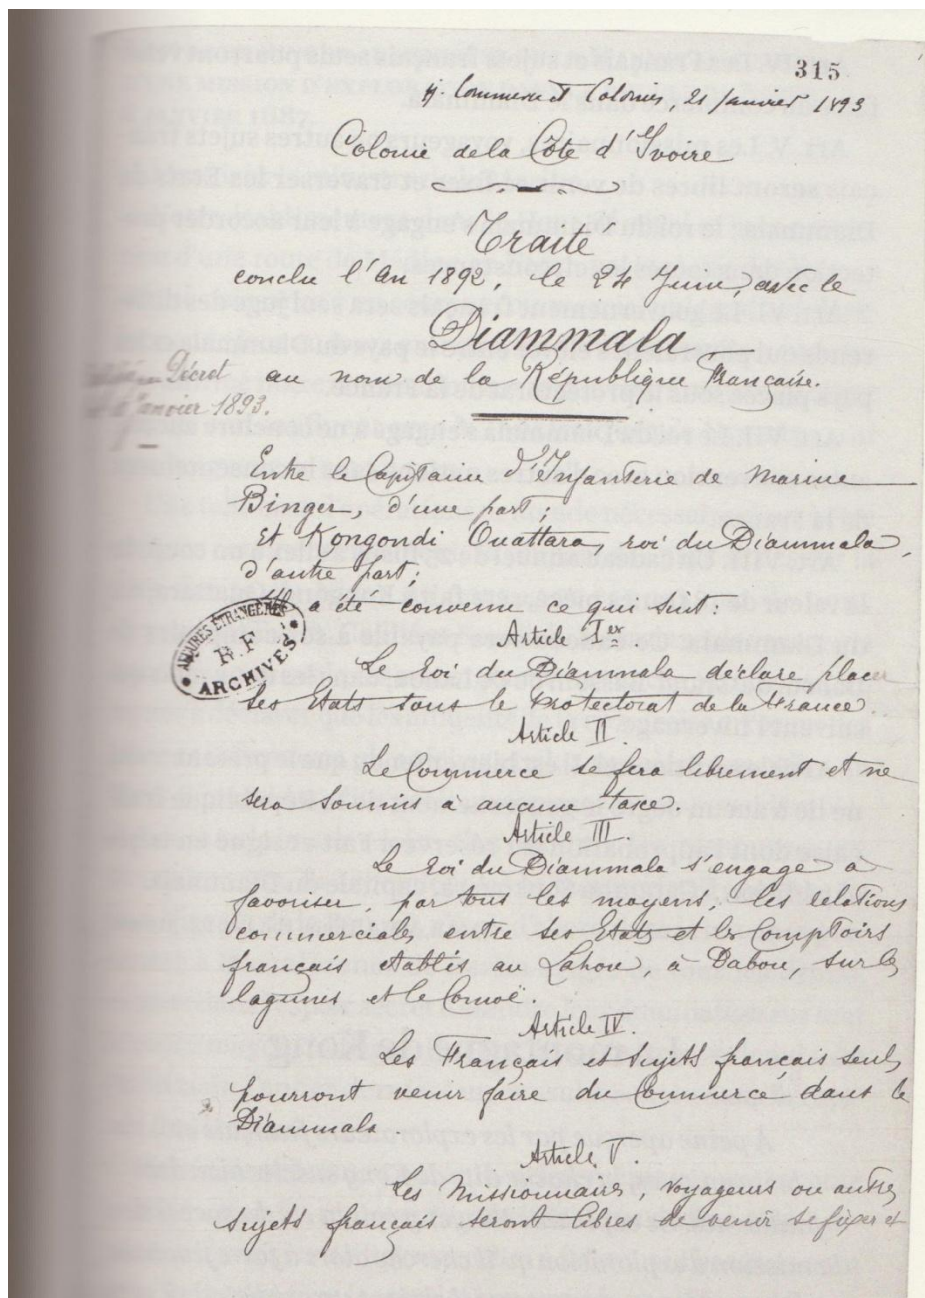 315
M. Commerce et Colonies, 21 Janvier 1893
Colonie de la Côte d'Ivoire
Traité
conclu l'An 1892, le 24 Juin, avec le
Diammala
au nom de la République Française.
Décret
Janvier 1893.
Entre le Capitaine d'Infanterie de Marine
Binger, d'une part;
Et Kongondi Ouattara, roi du Diammala,
d'autre part;
Il a été convenu ce qui suit:
AFFAIRES ÉTRANGÈRES
R.F
ARCHIVES
Article Ier
Le Roi du Diammala déclare placer
ses Etats sous le Protectorat de la France.
Article II.
Le Commerce se fera librement et ne
sera soumis à aucune taxe.
Article III.
Le Roi du Diammala s'engage à
favoriser, par tous les moyens, les relations
commerciales entre ses Etats et les Comptoirs
français établis au Lahou, à Dabou, sur les
lagunes et le Comoë.
Article IV.
Les Français et sujets français seuls
pourront venir faire du Commerce dans le
Diammala
Article V.
Les Missionnaires, voyageurs ou autres
sujets français seront libres de venir se fixer et